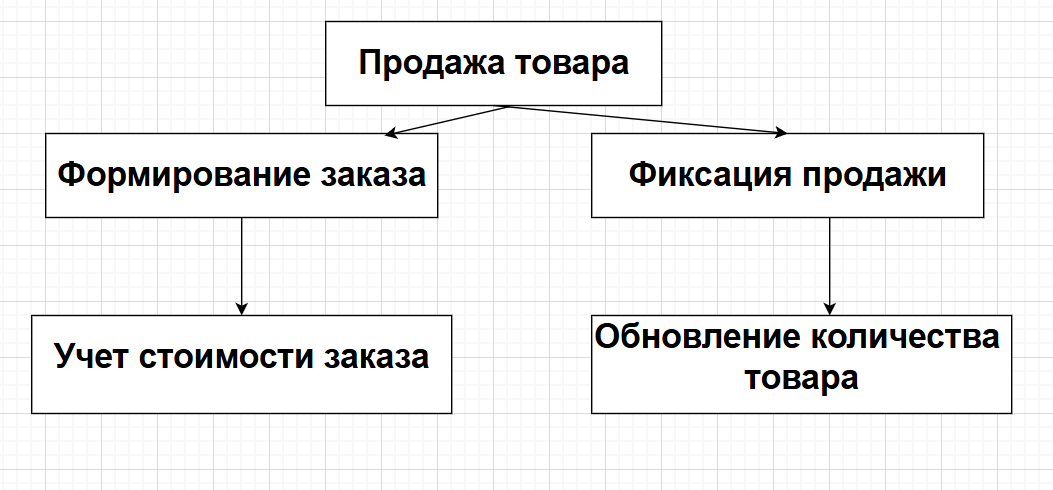 Продажа товара
Формирование заказа
Фиксация продажи
Учет стоимости заказа
Обновление количества
товара